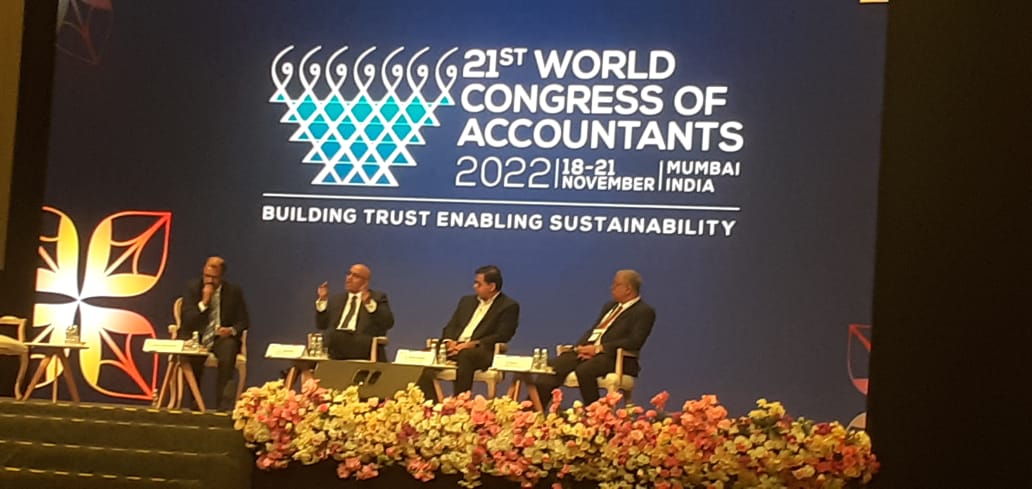 21ST WORLD
CONGRESS OF
ACCOUNTANTS
2022 | 18-21 NOVEMBER | MUMBAI INDIA
BUILDING TRUST ENABLING SUSTAINABILITY